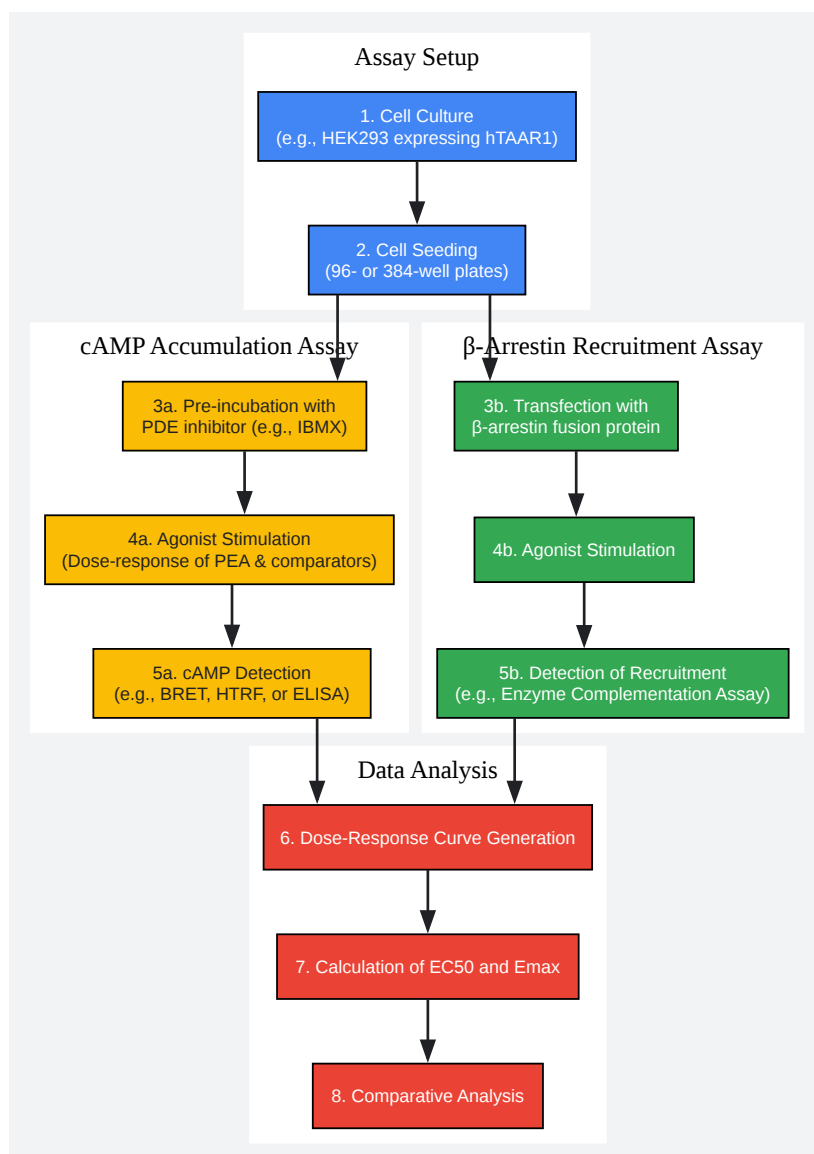 Assay Setup
1. Cell Culture
(e.g., HEK293 expressing hTAAR1)
2. Cell Seeding
(96- or 384-well plates)
cAMP Accumulation Assay
3a. Pre-incubation with
PDE inhibitor (e.g., IBMX)
4a. Agonist Stimulation
(Dose-response of PEA & comparators)
5a. cAMP Detection
(e.g., BRET, HTRF, or ELISA)
β-Arrestin Recruitment Assay
3b. Transfection with
β-arrestin fusion protein
4b. Agonist Stimulation
5b. Detection of Recruitment
(e.g., Enzyme Complementation Assay)
Data Analysis
6. Dose-Response Curve Generation
7. Calculation of EC50 and Emax
8. Comparative Analysis